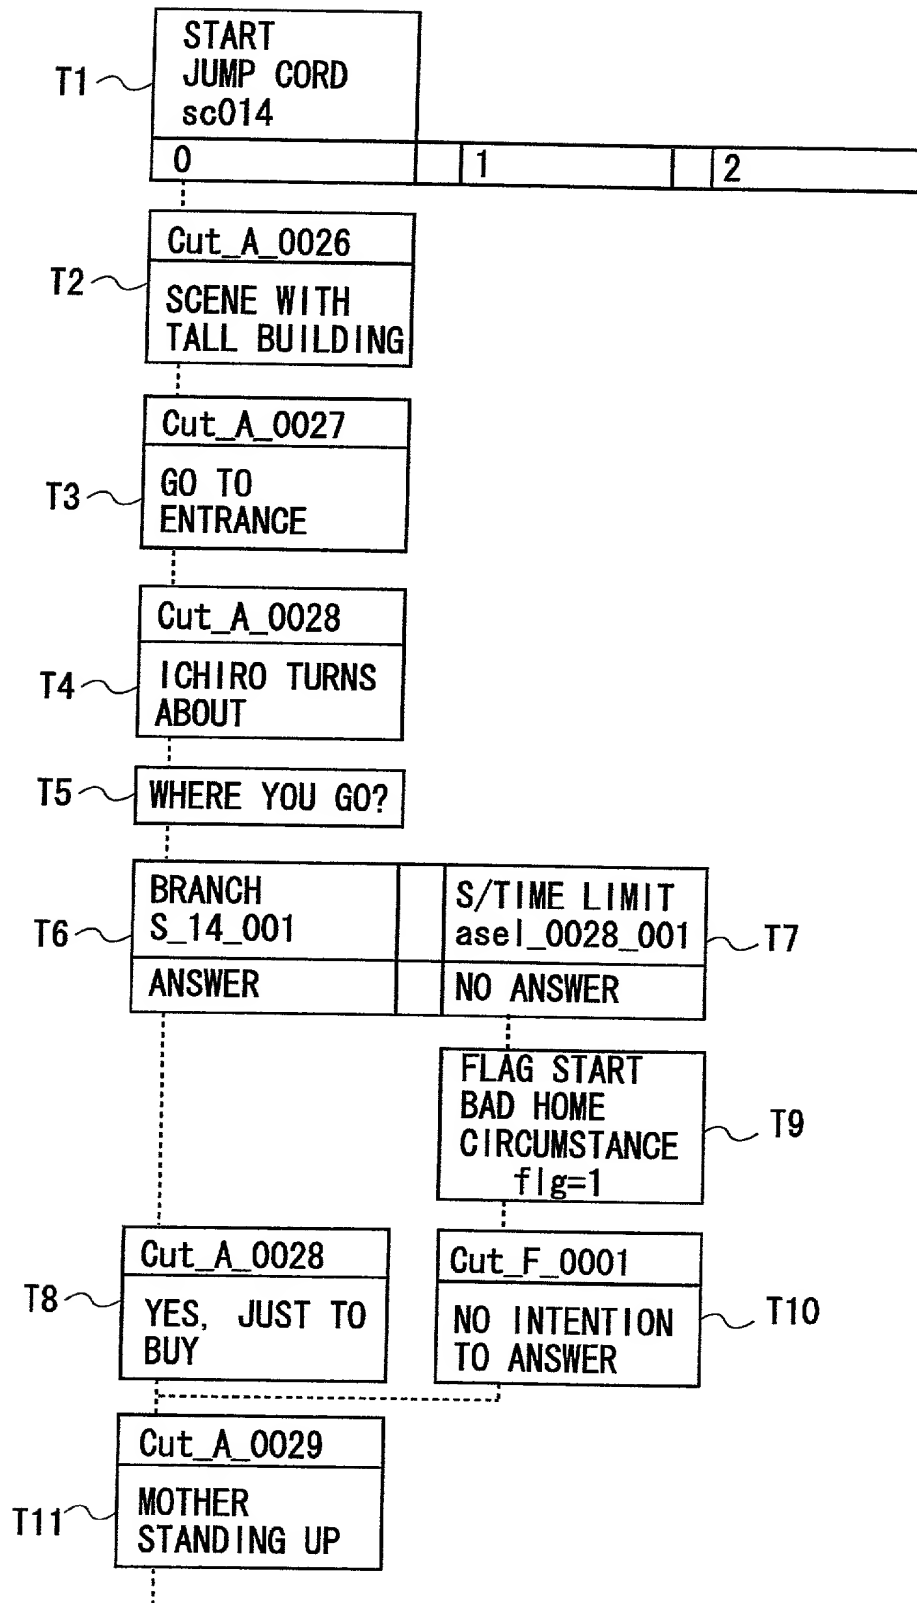 START
T1
JUMP CORD
sc014
0 1 2
Cut_A_0026
T2
SCENE WITH
TALL BUILDING
Cut_A_0027
T3
GO TO
ENTRANCE
Cut_A_0028
T4
ICHIRO TURNS
ABOUT
T5
WHERE YOU GO?
T6
BRANCH
S_14_001
S/TIME LIMIT
asel_0028_001
T7
ANSWER
NO ANSWER
FLAG START
BAD HOME
CIRCUMSTANCE
flg=1
T9
Cut_A_0028
T8
YES, JUST TO
BUY
Cut_F_0001
NO INTENTION
TO ANSWER
T10
Cut_A_0029
T11
MOTHER
STANDING UP